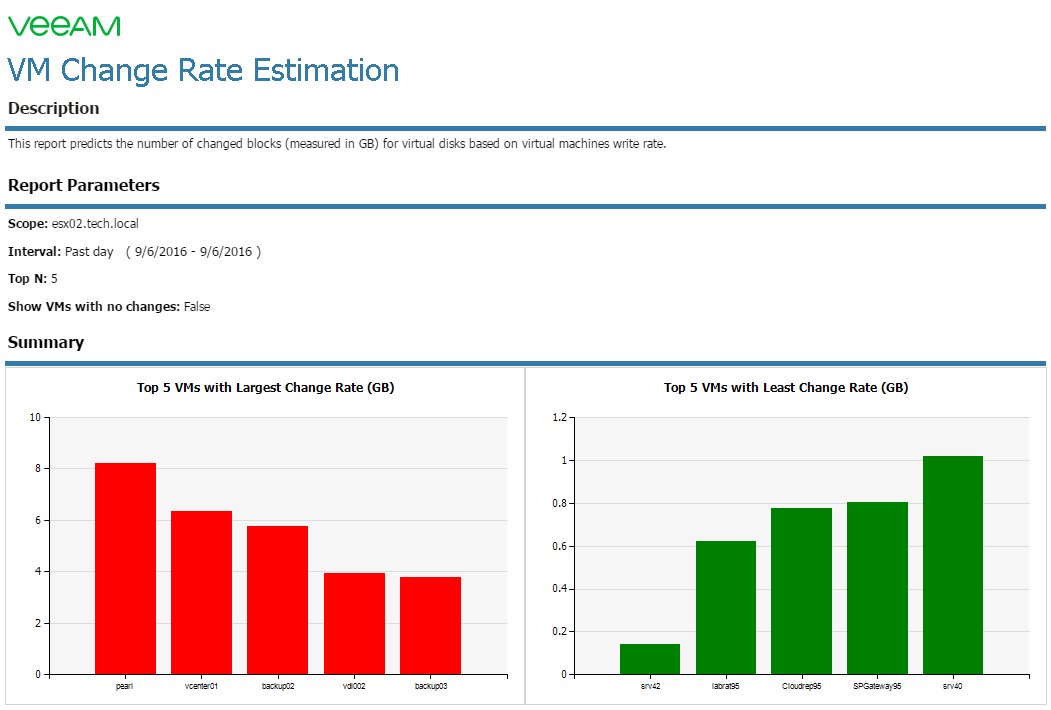 veeam
VM Change Rate Estimation
Description
This report predicts the number of changed blocks (measured in GB) for virtual disks based on virtual machines write rate.
Report Parameters
Scope: esx02.tech.local
Interval: Past day ( 9/6/2016 - 9/6/2016 )
Top N: 5
Show VMs with no changes: False
Summary
Top 5 VMs with Largest Change Rate (GB)
10
8
6
4
2
0
pearl vcenter01 backup02 vdi002 backup03
Top 5 VMs with Least Change Rate (GB)
1.2
1
0.8
0.6
0.4
0.2
0
srv42 labrat95 Cloudrep95 SPGateway95 srv40